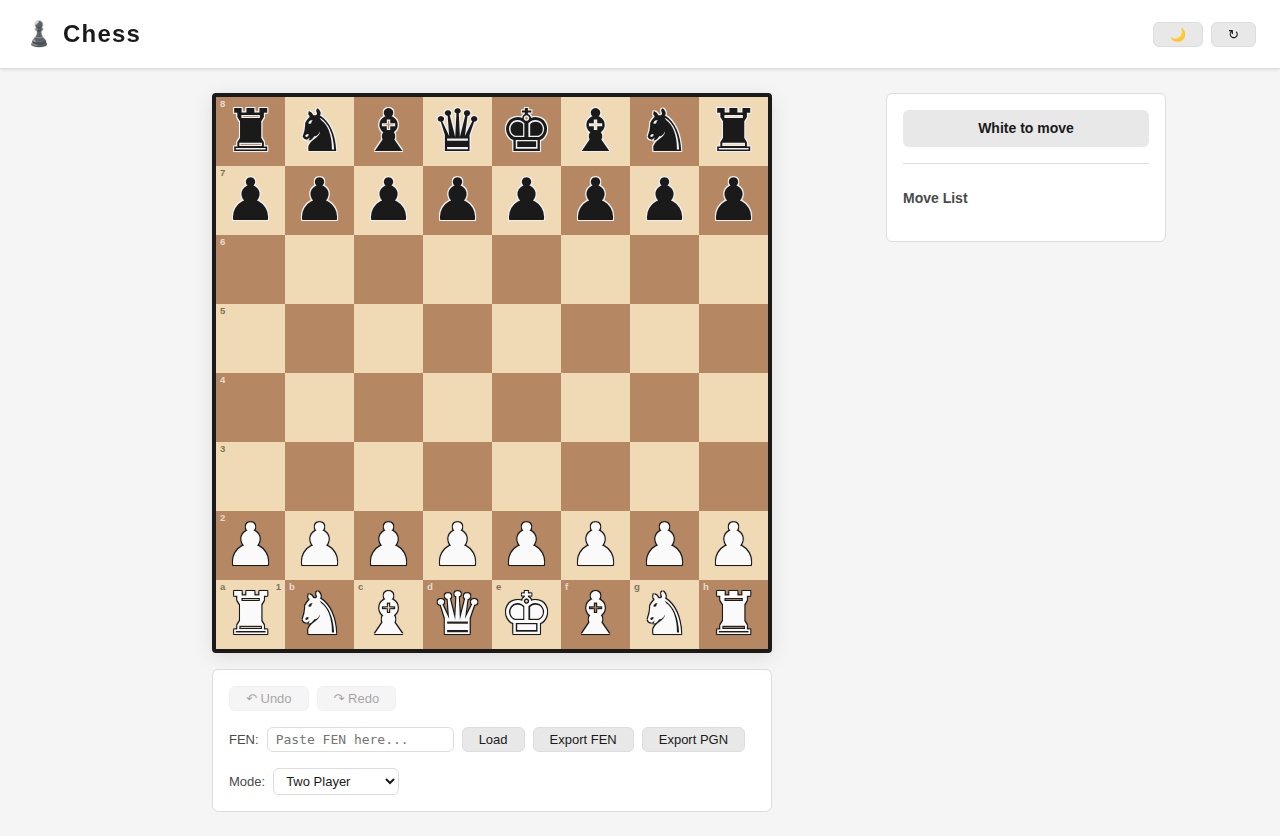 Chess
↻
8
7
6
5
4
3
2
a 1 b c d e f g h
↶ Undo ↷ Redo
FEN: Paste FEN here... Load Export FEN Export PGN
Mode: Two Player
White to move
Move List